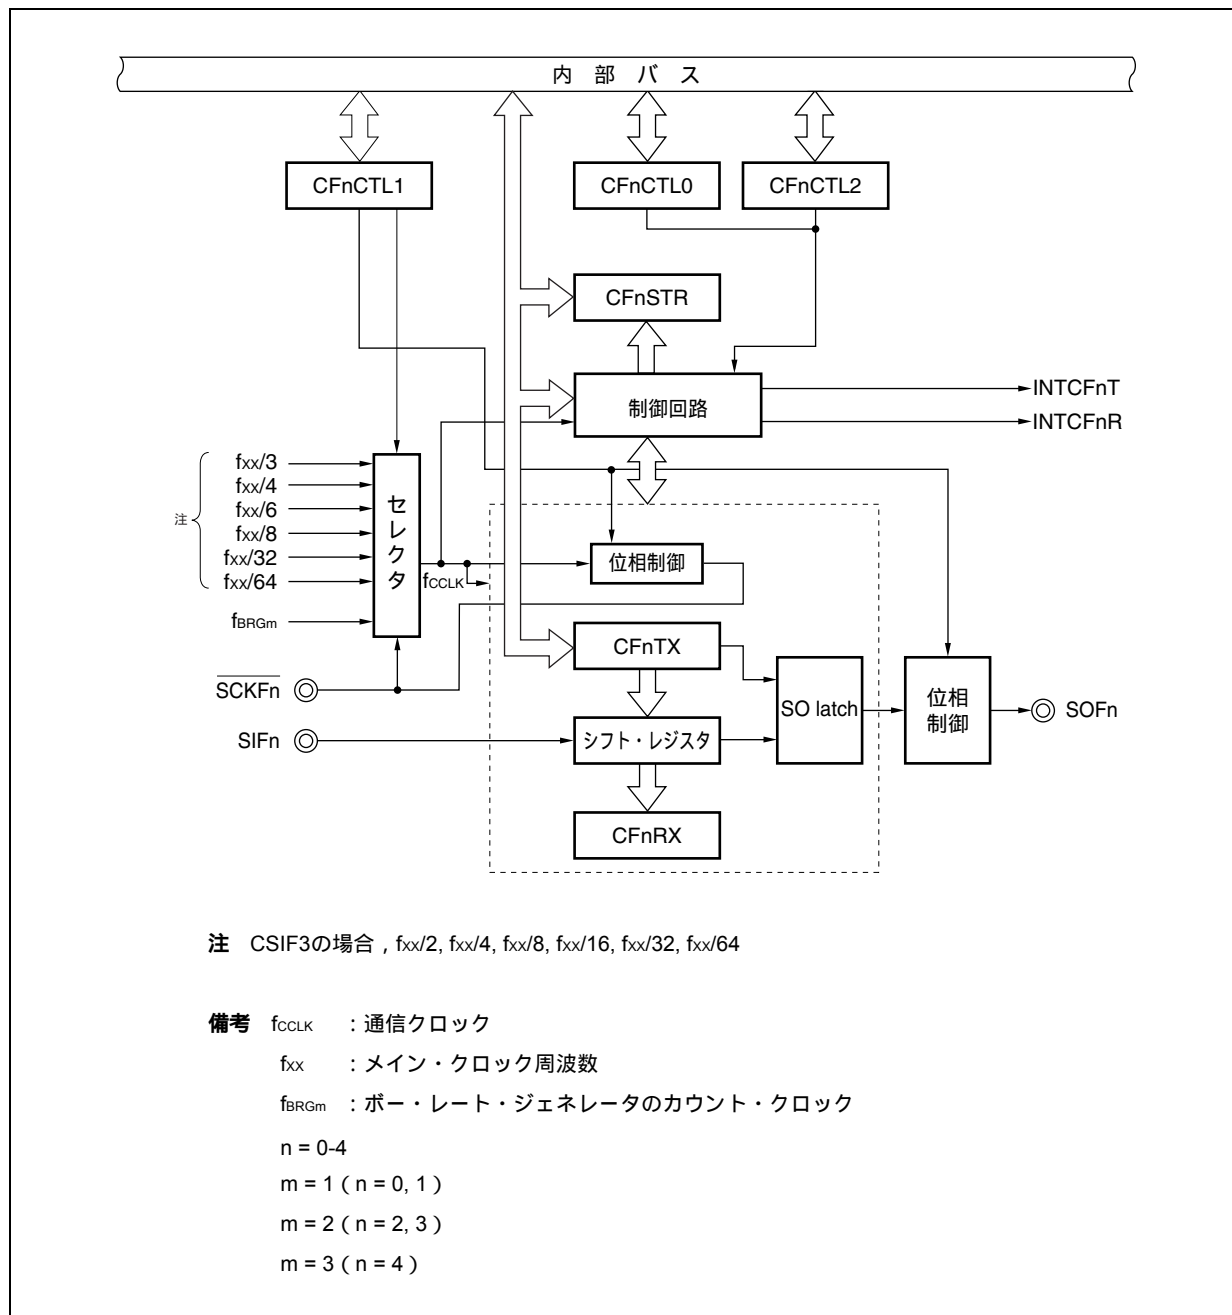 内 部 バ ス
CFnCTL1
CFnCTL0
CFnCTL2
CFnSTR
制御回路
INTCFnT
INTCFnR
注
fxx/3
fxx/4
fxx/6
fxx/8
fxx/32
fxx/64
fBRGm
セレクタ
fCCLK
位相制御
SCKFn
SIFn
CFnTX
シフト・レジスタ
CFnRX
SO latch
位相
制御
SOFn
注 CSIF3の場合，fxx/2, fxx/4, fxx/8, fxx/16, fxx/32, fxx/64
備考 fCCLK ：通信クロック
fxx ：メイン・クロック周波数
fBRGm ：ボー・レート・ジェネレータのカウント・クロック
n = 0-4
m = 1（n = 0, 1）
m = 2（n = 2, 3）
m = 3（n = 4）